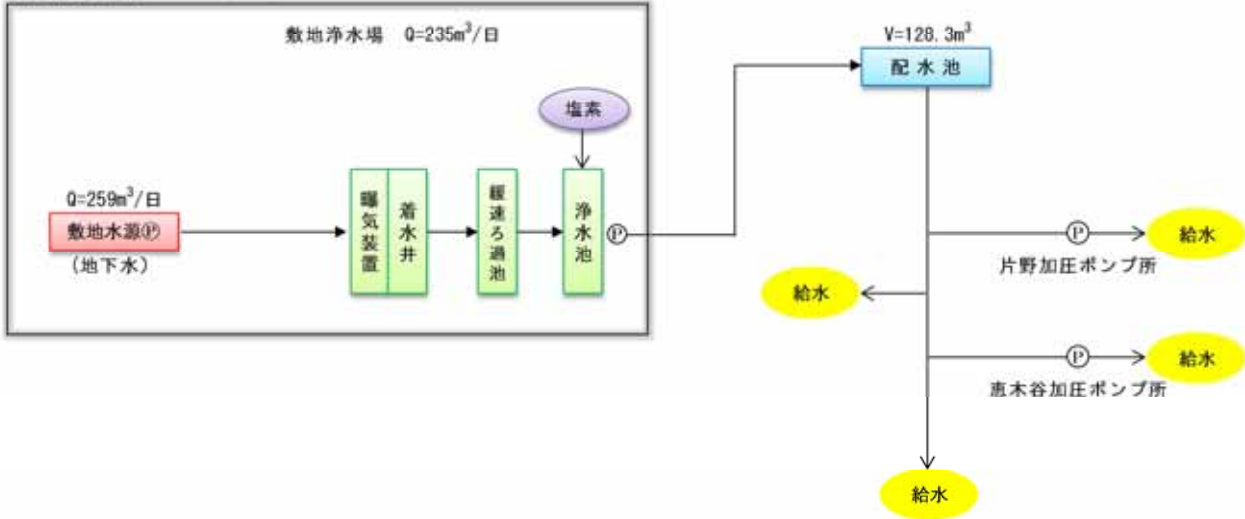 敷地浄水場 Q=235m³/日
V=128.3m³
配水池
塩素
Q=259m³/日
敷地水源Ⓟ
(地下水)
曝気装置
着水井
緩速ろ過池
浄水池
Ⓟ
Ⓟ
給水
片野加圧ポンプ所
給水
Ⓟ
給水
恵木谷加圧ポンプ所
給水